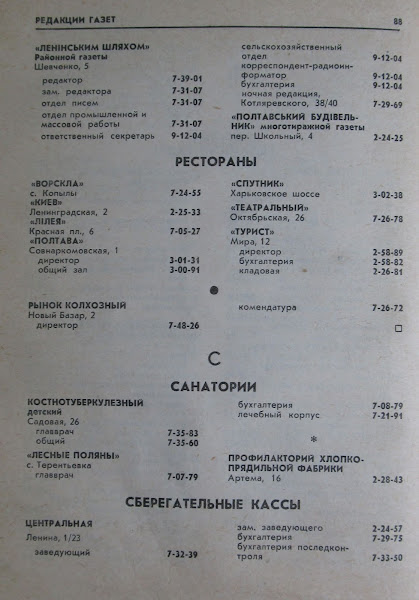 РЕДАКЦИИ ГАЗЕТ 88
«ЛЕНІНСЬКИМ ШЛЯХОМ»
Районной газеты
Шевченко, 5
редактор 7-39-01
зам. редактора 7-31-07
отдел писем 7-31-07
отдел промышленной и
массовой работы 7-31-07
ответственный секретарь 9-12-04
сельскохозяйственный
отдел 9-12-04
корреспондент-радиоин-
форматор 9-12-04
бухгалтерия 9-12-04
ночная редакция,
Котляревского, 38/40 7-29-69
«ПОЛТАВСЬКИЙ БУДІВЕЛЬ-
НИК» многотиражной газеты
пер. Школьный, 4 2-24-25
РЕСТОРАНЫ
«ВОРСКЛА»
с. Копылы 7-24-55
«КИЕВ»
Ленинградская, 2 2-25-33
«ЛІЛЕЯ»
Красная пл., 6 7-05-27
«ПОЛТАВА»
Совнаркомовская, 1
директор 3-01-31
общий зал 3-00-91
«СПУТНИК»
Харьковское шоссе 3-02-38
«ТЕАТРАЛЬНЫЙ»
Октябрьская, 26 7-26-78
«ТУРИСТ»
Мира, 12
директор 2-58-89
бухгалтерия 2-58-82
кладовая 2-26-81
РЫНОК КОЛХОЗНЫЙ
Новый Базар, 2
директор 7-48-26
комендатура 7-26-72
С
САНАТОРИИ
КОСТНОТУБЕРКУЛЕЗНЫЙ
детский
Садовая, 26
главврач 7-35-83
общий 7-35-60
«ЛЕСНЫЕ ПОЛЯНЫ»
с. Терентьевка
главврач 7-07-79
бухгалтерия 7-08-79
лечебный корпус 7-21-91
*
ПРОФИЛАКТОРИЙ ХЛОПКО-
ПРЯДИЛЬНОЙ ФАБРИКИ
Артема, 16 2-28-43
СБЕРЕГАТЕЛЬНЫЕ КАССЫ
ЦЕНТРАЛЬНАЯ
Ленина, 1/23
заведующий 7-32-39
зам. заведующего 2-24-57
бухгалтерия 7-29-75
бухгалтерия последкон-
троля 7-33-50